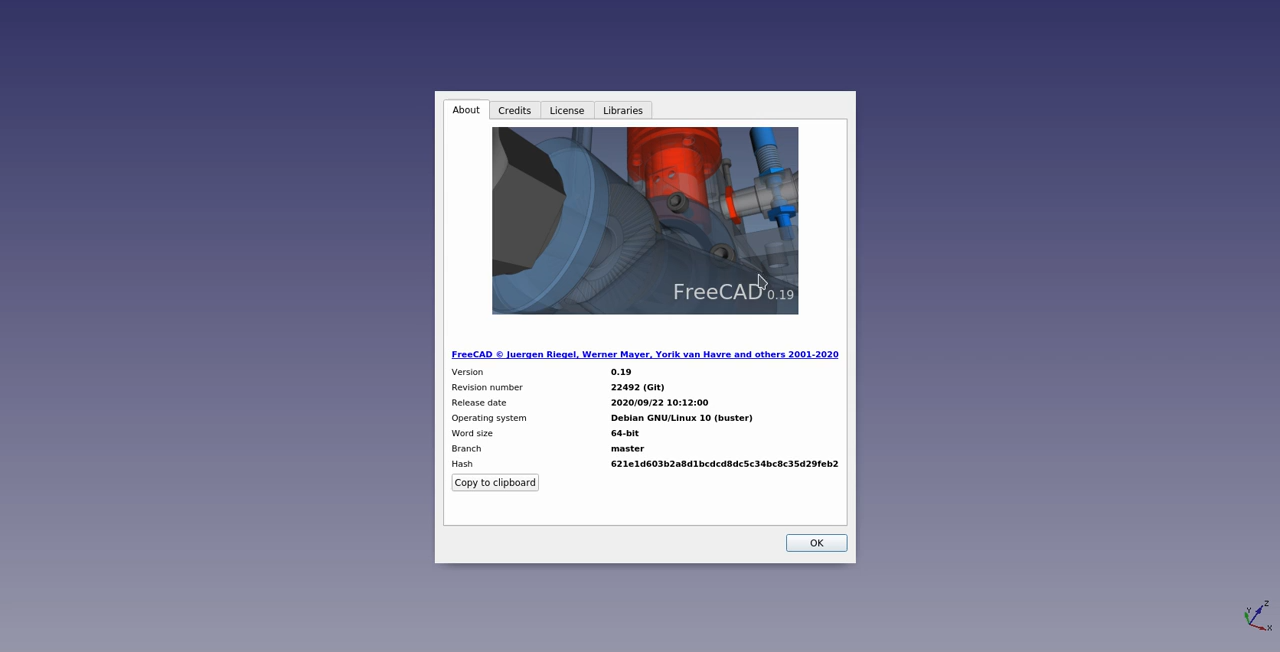 About Credits License Libraries
FreeCAD 0.19
FreeCAD © Juergen Riegel, Werner Mayer, Yorik van Havre and others 2001-2020
Version 0.19
Revision number 22492 (Git)
Release date 2020/09/22 10:12:00
Operating system Debian GNU/Linux 10 (buster)
Word size 64-bit
Branch master
Hash 621e1d603b2a8d1bcdcd8dc5c34bc8c35d29feb2
Copy to clipboard
OK
Z
Y
X